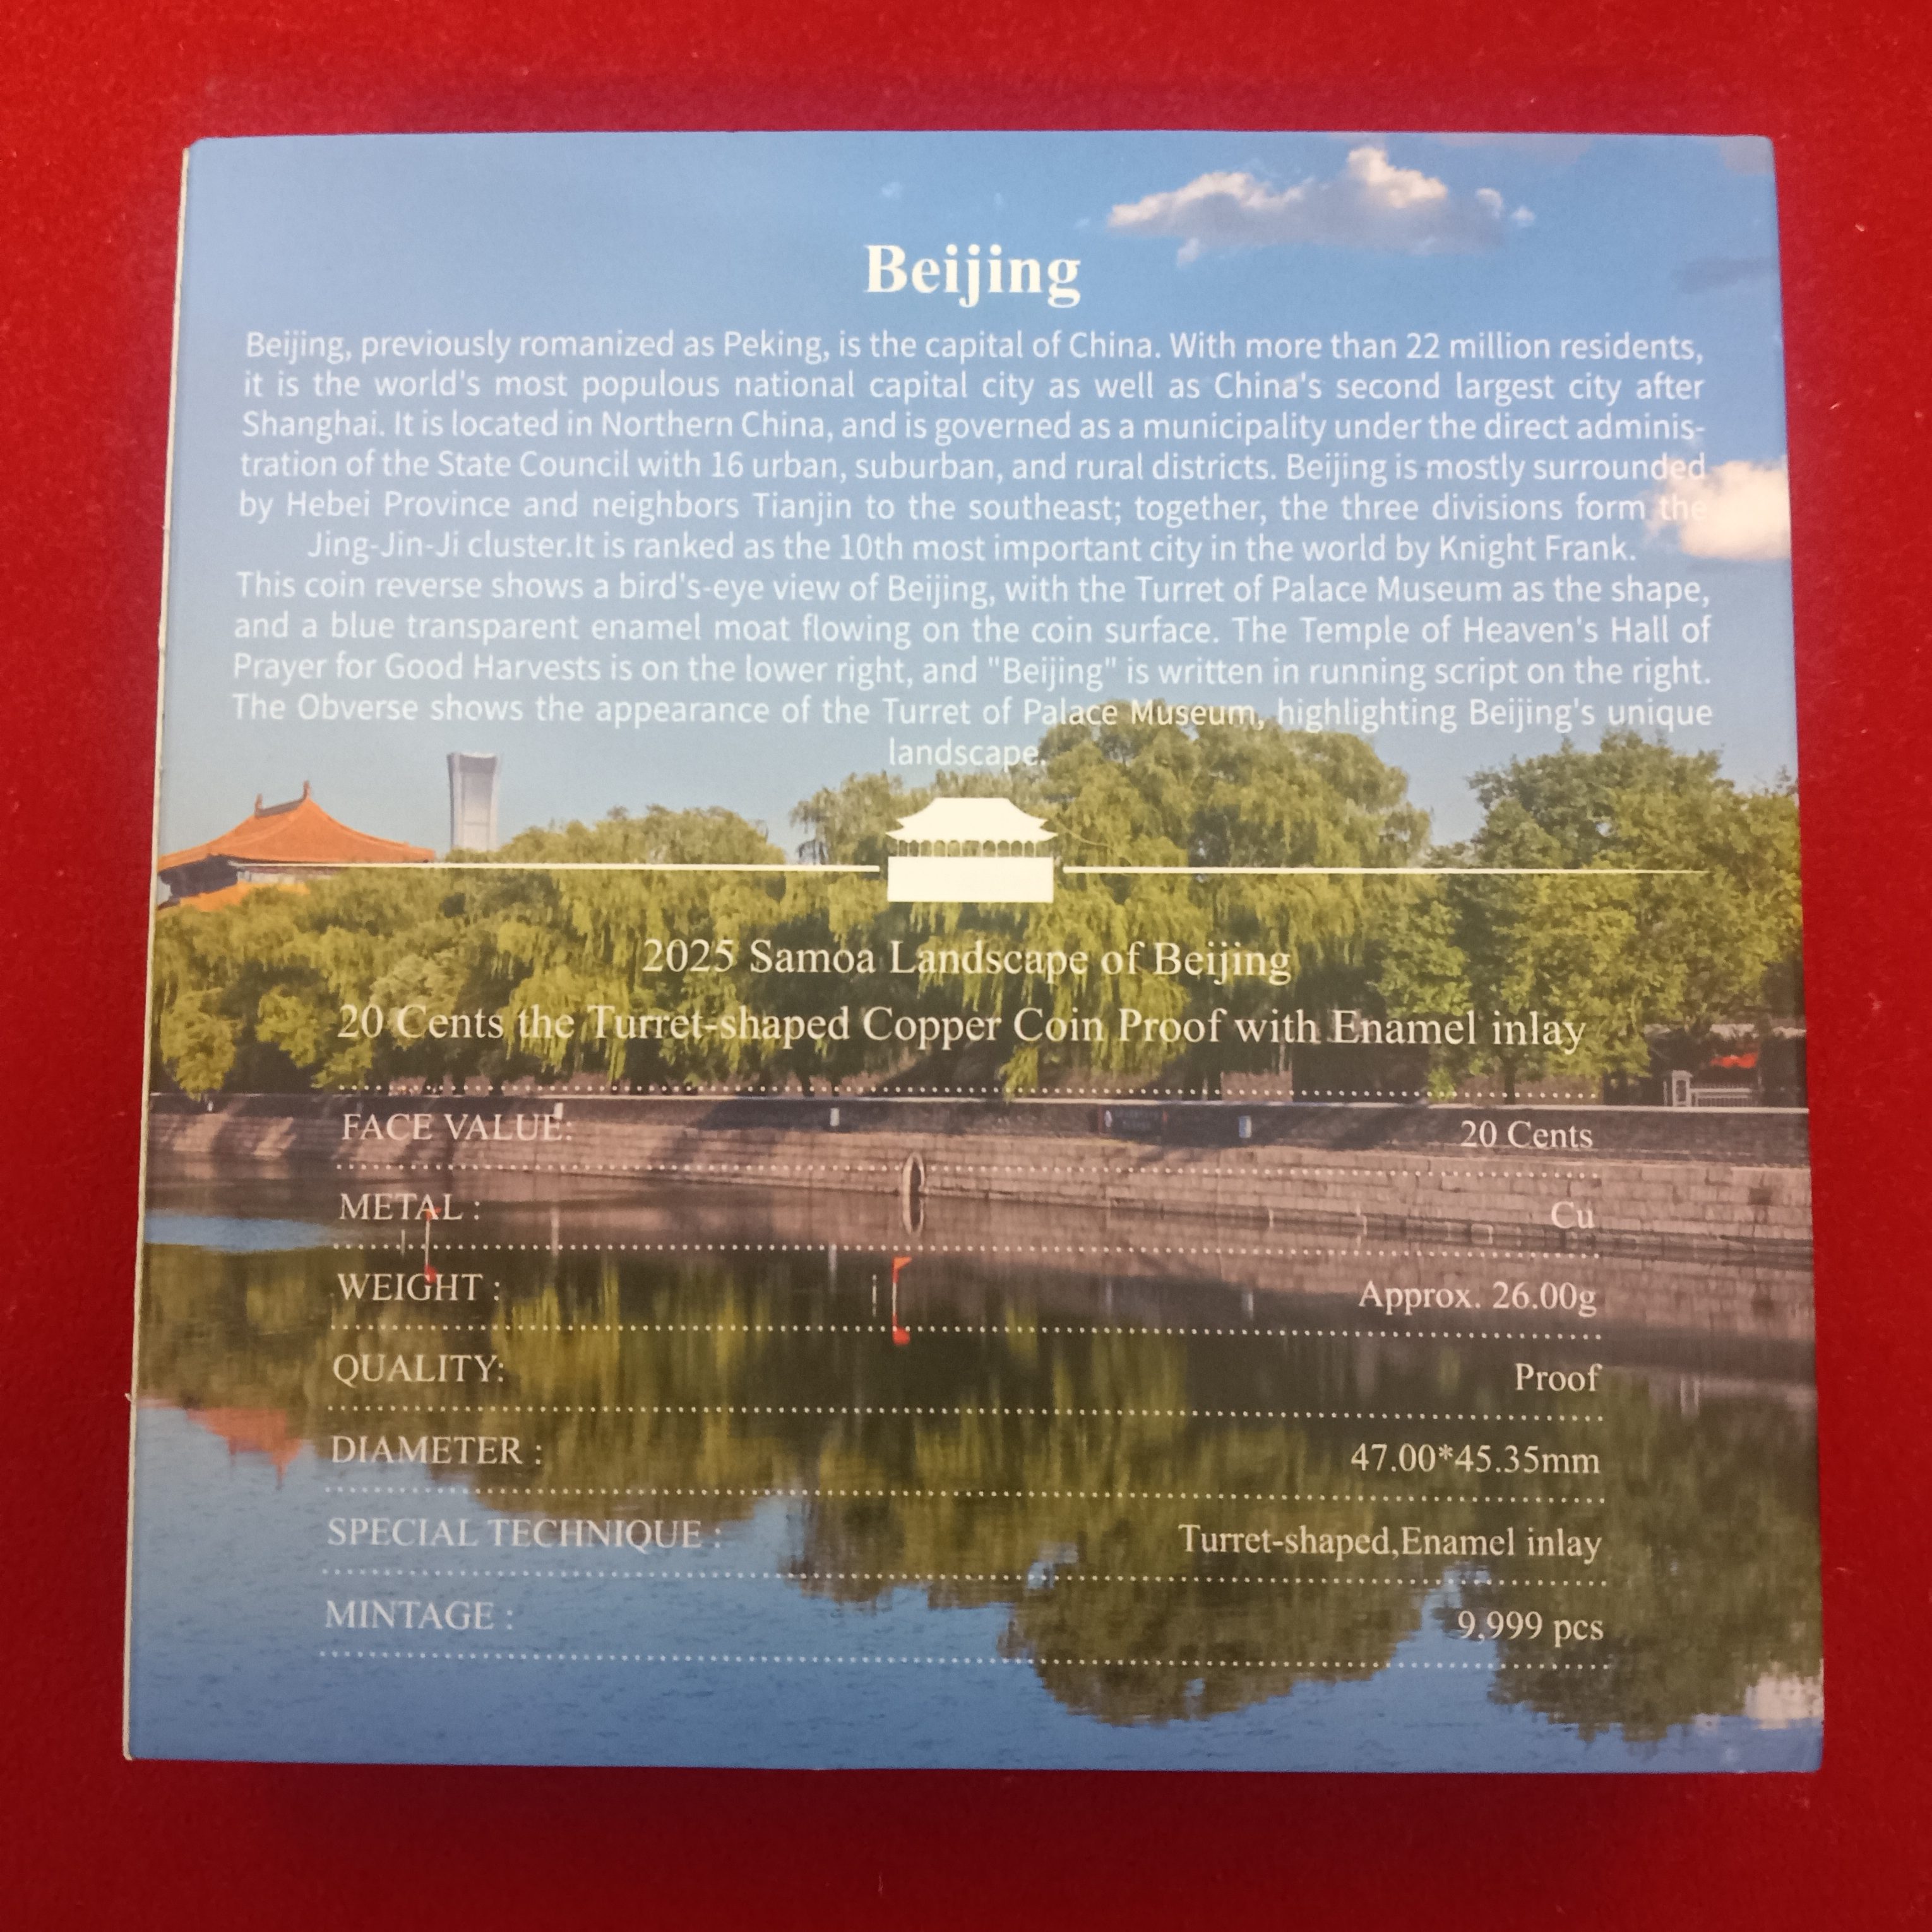 Beijing
Beijing, previously romanized as Peking, is the capital of China. With more than 22 million residents,
it is the world's most populous national capital city as well as China's second largest city after
Shanghai. It is located in Northern China, and is governed as a municipality under the direct adminis-
tration of the State Council with 16 urban, suburban, and rural districts. Beijing is mostly surrounded
by Hebei Province and neighbors Tianjin to the southeast; together, the three divisions form the
Jing-Jin-Ji cluster.It is ranked as the 10th most important city in the world by Knight Frank.
This coin reverse shows a bird's-eye view of Beijing, with the Turret of Palace Museum as the shape,
and a blue transparent enamel moat flowing on the coin surface. The Temple of Heaven's Hall of
Prayer for Good Harvests is on the lower right, and "Beijing" is written in running script on the right.
The Obverse shows the appearance of the Turret of Palace Museum, highlighting Beijing's unique
landscape.
2025 Samoa Landscape of Beijing
20 Cents the Turret-shaped Copper Coin Proof with Enamel inlay
FACE VALUE: 20 Cents
METAL : Cu
WEIGHT : Approx. 26.00g
QUALITY: Proof
DIAMETER : 47.00*45.35mm
SPECIAL TECHNIQUE : Turret-shaped,Enamel inlay
MINTAGE : 9,999 pcs